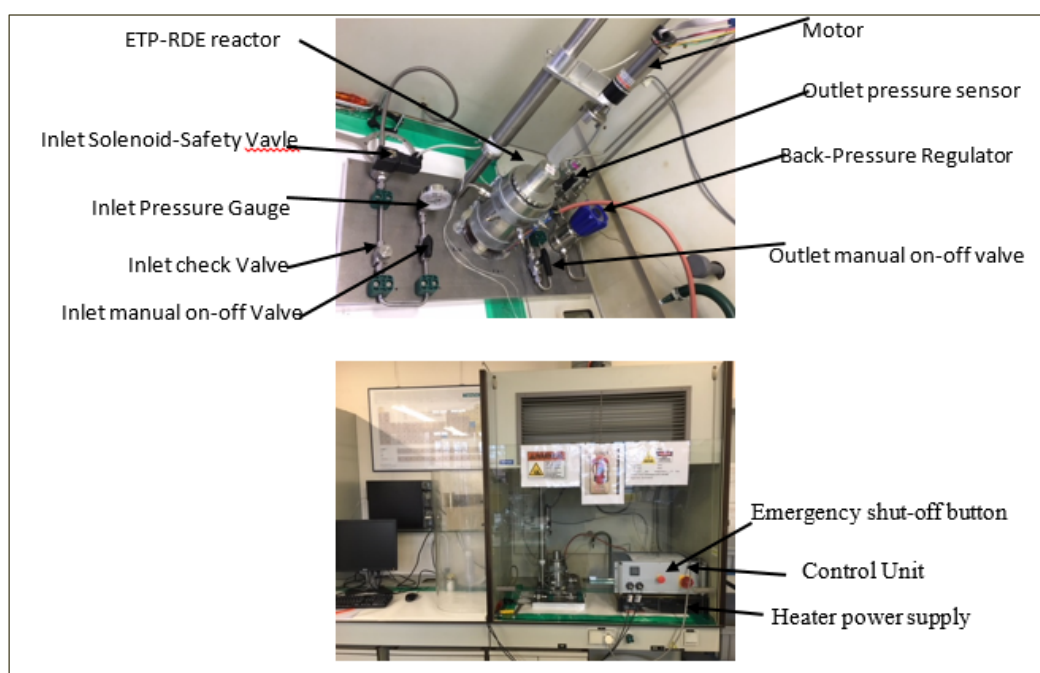 ETP-RDE reactor
Motor
Outlet pressure sensor
Inlet Solenoid-Safety Vavle
Back-Pressure Regulator
Inlet Pressure Gauge
Outlet manual on-off valve
Inlet check Valve
Inlet manual on-off Valve
Emergency shut-off button
Control Unit
Heater power supply